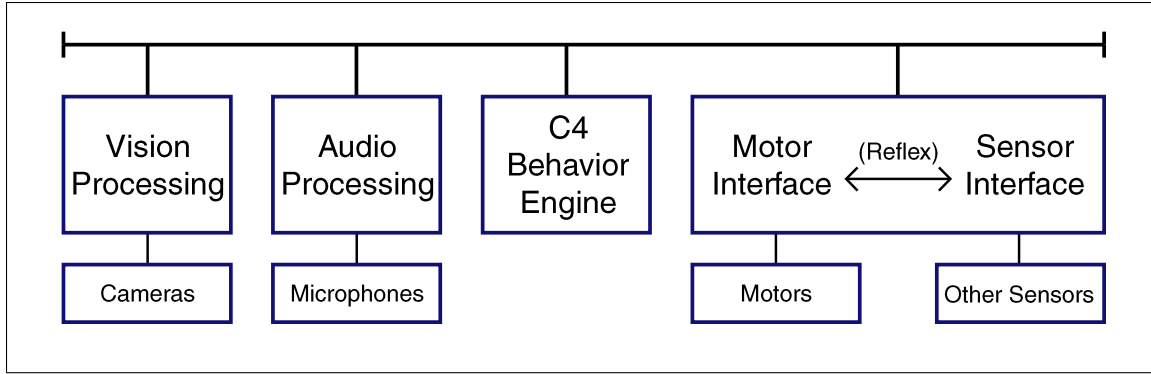 Vision
Processing
Audio
Processing
C4
Behavior
Engine
Motor
Interface
(Reflex)
Sensor
Interface
Cameras
Microphones
Motors
Other Sensors